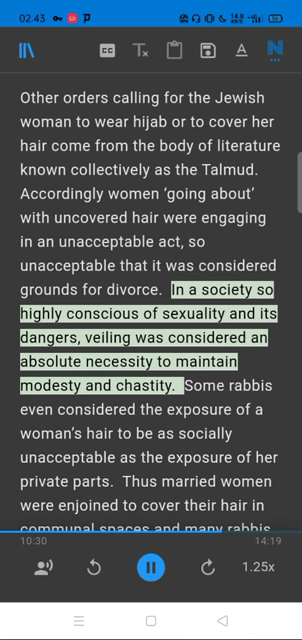 02.43
CC
Other orders calling for the Jewish
woman to wear hijab or to cover her
hair come from the body of literature
known collectively as the Talmud.
Accordingly women ‘going about’
with uncovered hair were engaging
in an unacceptable act, so
unacceptable that it was considered
grounds for divorce. In a society so
highly conscious of sexuality and its
dangers, veiling was considered an
absolute necessity to maintain
modesty and chastity. Some rabbis
even considered the exposure of a
woman’s hair to be as socially
unacceptable as the exposure of her
private parts. Thus married women
were enjoined to cover their hair in
communal spaces and many rabbis
10:30 14:19
1.25x